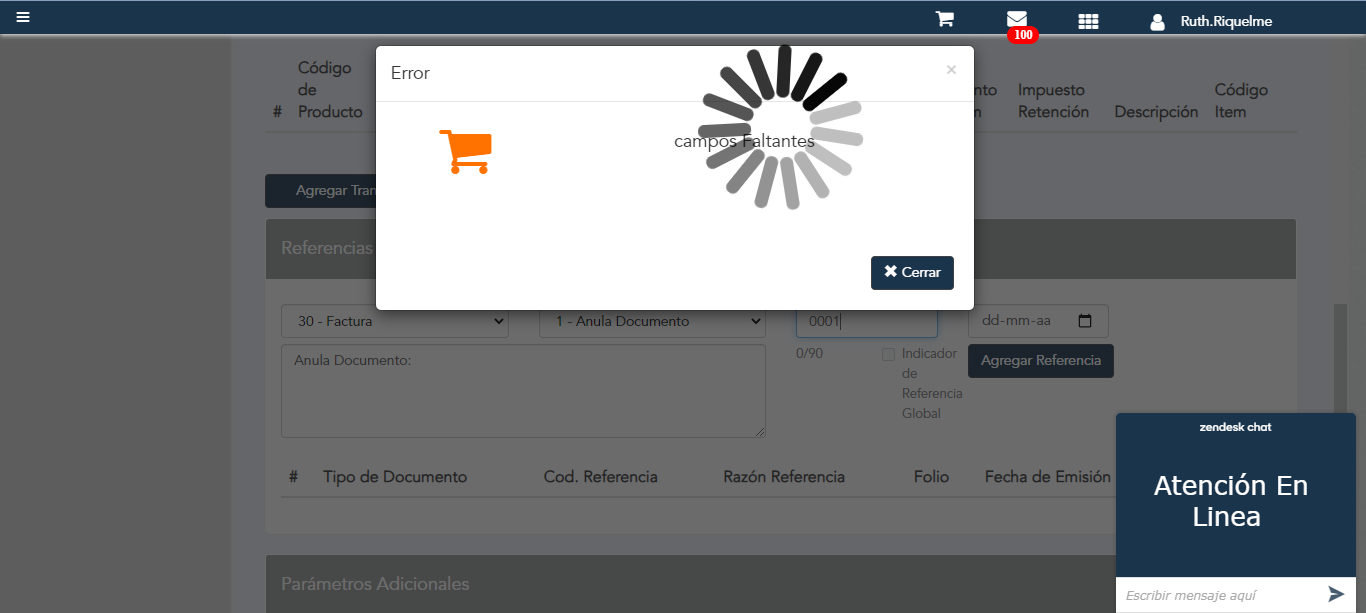 Ruth.Riquelme
100
Error
×
campos Faltantes
Cerrar
#
Código
de
Producto
Impuesto
Retención
Descripción
Código
Item
Referencias
30 - Factura
1 - Anula Documento
0001
dd-mm-aa
Anula Documento:
0/90
Indicador
de
Referencia
Global
Agregar Referencia
# Tipo de Documento Cod. Referencia Razón Referencia Folio Fecha de Emisión
Parámetros Adicionales
zendesk chat
Atención En
Linea
Escribir mensaje aquí